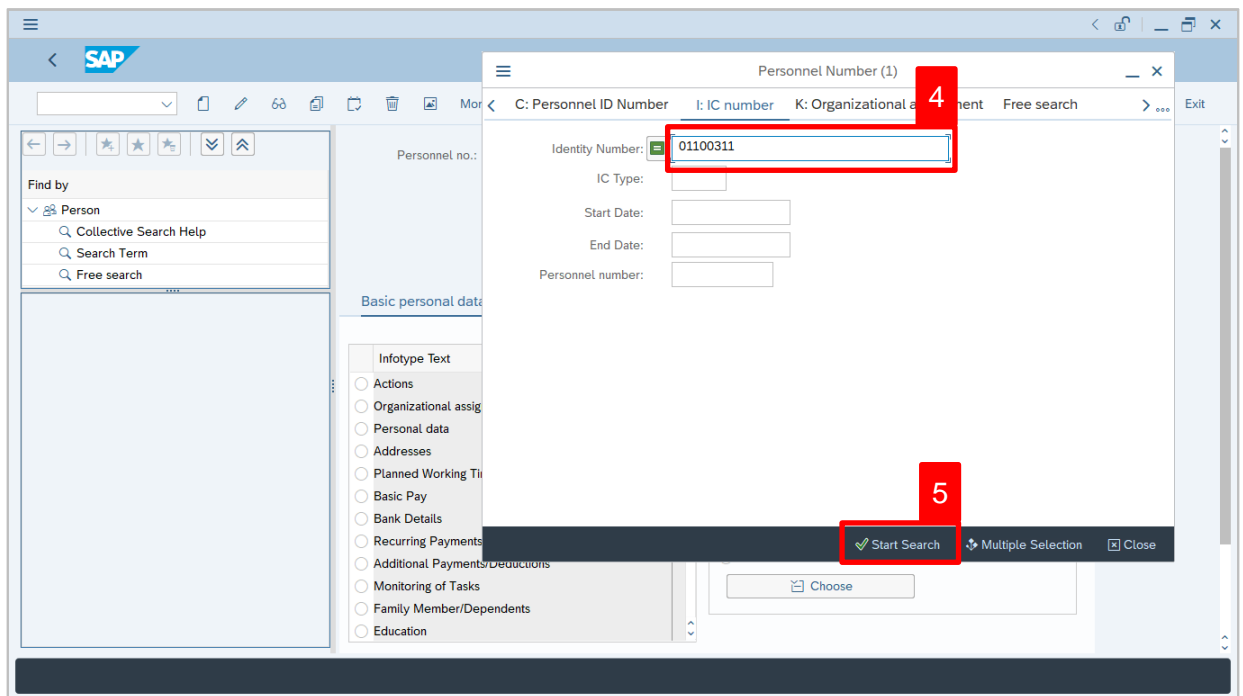 SAP
Personnel Number (1)
Mor
C: Personnel ID Number
I: IC number
K: Organizational a
4
ment
Free search
Exit
Personnel no.:
Identity Number:
01100311
IC Type:
Start Date:
End Date:
Personnel number:
Find by
Person
Collective Search Help
Search Term
Free search
Basic personal data
Infotype Text
Actions
Organizational assig
Personal data
Addresses
Planned Working Ti
Basic Pay
Bank Details
Recurring Payments
Additional Payments/Deductions
Monitoring of Tasks
Family Member/Dependents
Education
5
Start Search
Multiple Selection
Close
Choose